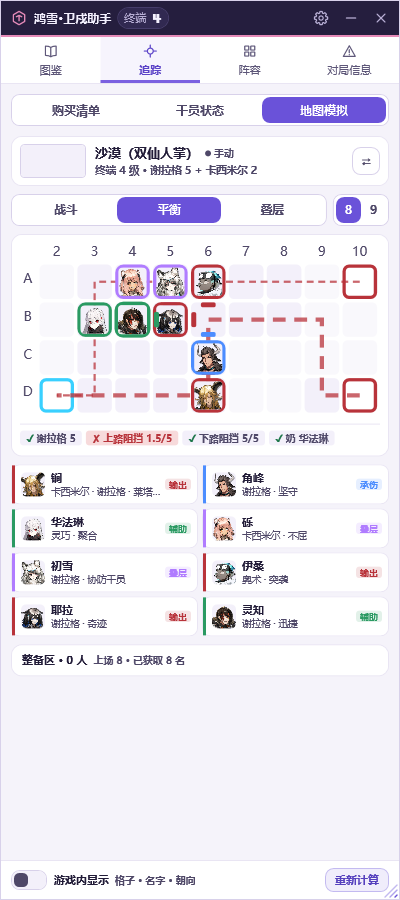 鸿雪•卫戍助手 终端 4
图鉴 追踪 阵容 对局信息
购买清单 干员状态 地图模拟
沙漠（双仙人掌） ●手动
终端 4 级 • 谢拉格 5 + 卡西米尔 2
战斗 平衡 叠层 8 9
2 3 4 5 6 7 8 9 10
A
B
C
D
✓ 谢拉格 5 ✗ 上路阻挡 1.5/5 ✓ 下路阻挡 5/5 ✓ 奶 华法琳
锏
卡西米尔 · 谢拉格 · 莱塔... 输出
角峰
谢拉格 · 坚守 承伤
华法琳
灵巧 · 聚合 辅助
砾
卡西米尔 · 不屈 叠层
初雪
谢拉格 · 协防干员 叠层
伊桑
奥术 · 突袭 输出
耶拉
谢拉格 · 奇迹 输出
灵知
谢拉格 · 迅捷 辅助
整备区 • 0 人 上场 8 • 已获取 8 名
游戏内显示 格子 • 名字 • 朝向 重新计算